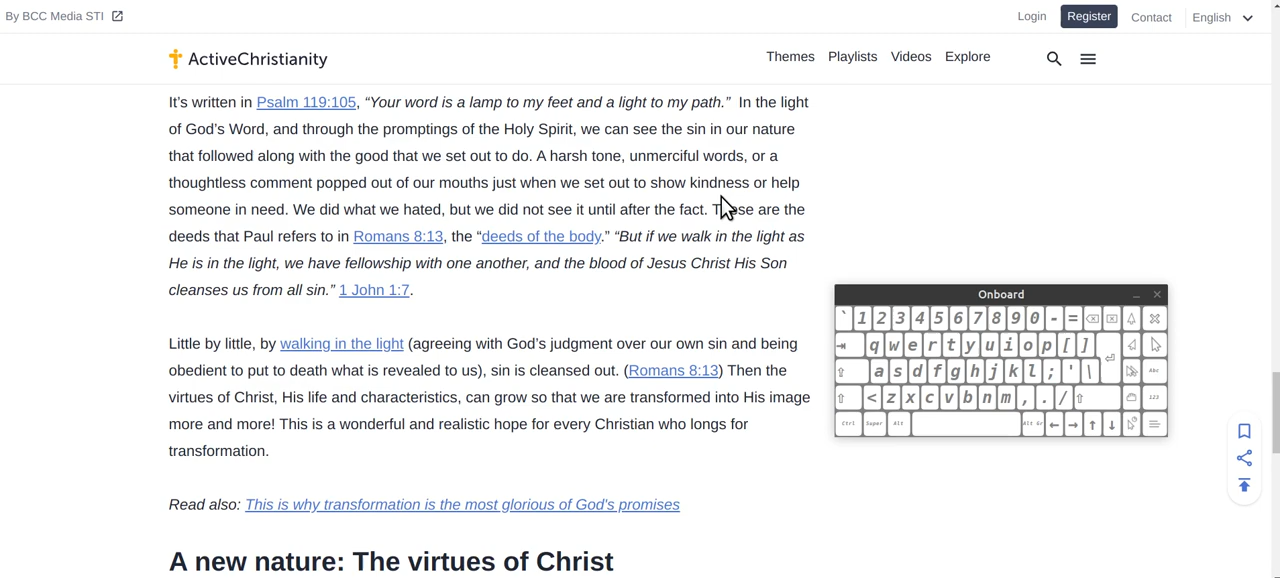 By BCC Media STI
Login Register Contact English
ActiveChristianity
Themes Playlists Videos Explore
It’s written in Psalm 119:105, “Your word is a lamp to my feet and a light to my path.” In the light
of God’s Word, and through the promptings of the Holy Spirit, we can see the sin in our nature
that followed along with the good that we set out to do. A harsh tone, unmerciful words, or a
thoughtless comment popped out of our mouths just when we set out to show kindness or help
someone in need. We did what we hated, but we did not see it until after the fact. These are the
deeds that Paul refers to in Romans 8:13, the “deeds of the body.” “But if we walk in the light as
He is in the light, we have fellowship with one another, and the blood of Jesus Christ His Son
cleanses us from all sin.” 1 John 1:7.
Little by little, by walking in the light (agreeing with God’s judgment over our own sin and being
obedient to put to death what is revealed to us), sin is cleansed out. (Romans 8:13) Then the
virtues of Christ, His life and characteristics, can grow so that we are transformed into His image
more and more! This is a wonderful and realistic hope for every Christian who longs for
transformation.
Read also: This is why transformation is the most glorious of God's promises
A new nature: The virtues of Christ
Onboard
` 1 2 3 4 5 6 7 8 9 0 - =
q w e r t y u i o p [ ]
a s d f g h j k l ; ' \ Abc
< z x c v b n m , . / 123
Ctrl Super Alt Alt Gr